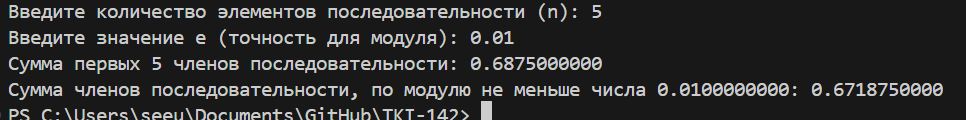 Введите количество элементов последовательности (n): 5
Введите значение е (точность для модуля): 0.01
Сумма первых 5 членов последовательности: 0.6875000000
Сумма членов последовательности, по модулю не меньше числа 0.0100000000: 0.6718750000
PS C:\Users\seeu\Documents\GitHub\TKI-142>